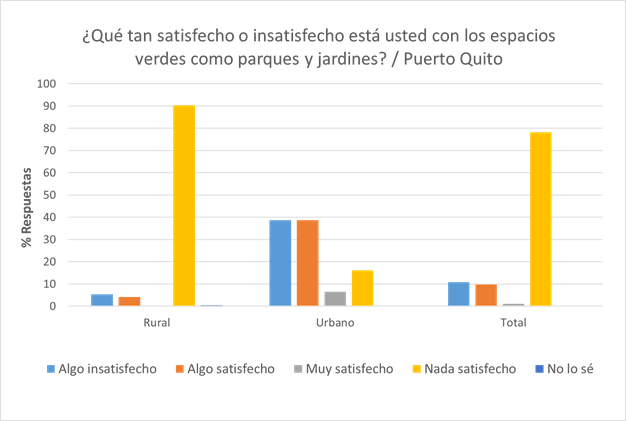 ¿Qué tan satisfecho o insatisfecho está usted con los espacios
verdes como parques y jardines? / Puerto Quito
100
90
80
70
60
50
40
30
20
10
0
% Respuestas
Rural Urbano Total
Algo insatisfecho Algo satisfecho Muy satisfecho Nada satisfecho No lo sé